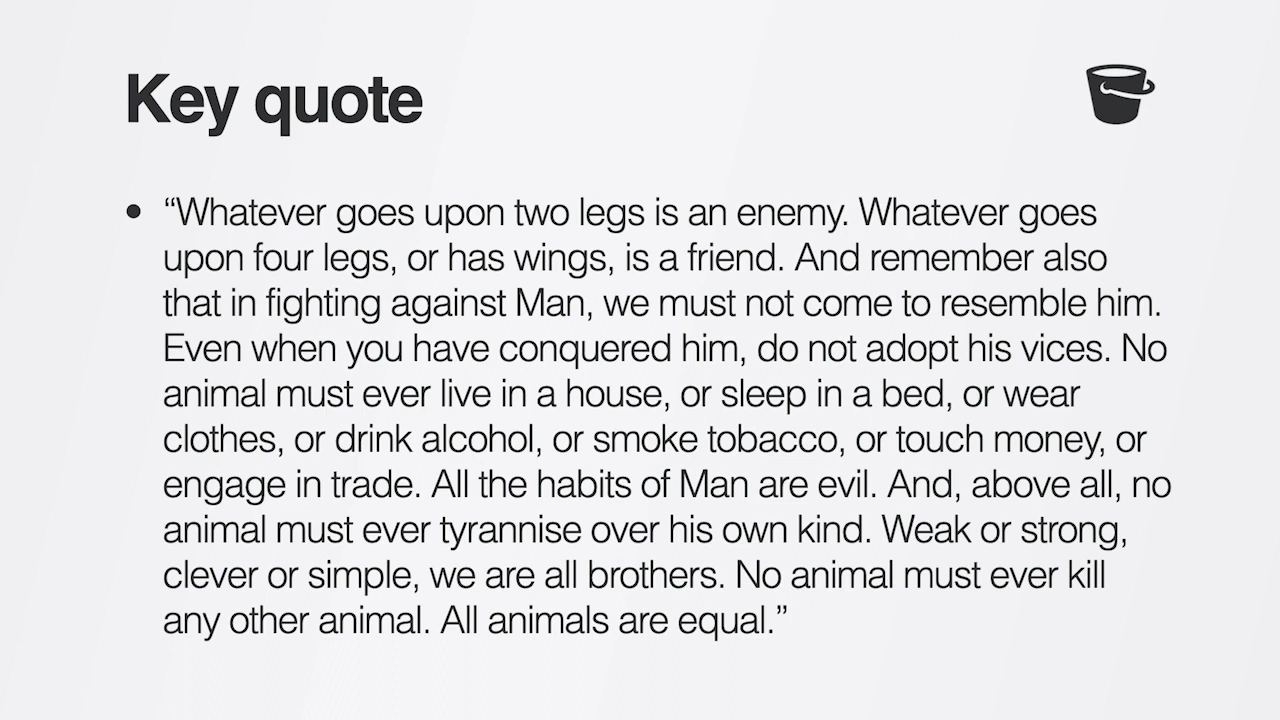 Key quote
• “Whatever goes upon two legs is an enemy. Whatever goes
upon four legs, or has wings, is a friend. And remember also
that in fighting against Man, we must not come to resemble him.
Even when you have conquered him, do not adopt his vices. No
animal must ever live in a house, or sleep in a bed, or wear
clothes, or drink alcohol, or smoke tobacco, or touch money, or
engage in trade. All the habits of Man are evil. And, above all, no
animal must ever tyrannise over his own kind. Weak or strong,
clever or simple, we are all brothers. No animal must ever kill
any other animal. All animals are equal.”